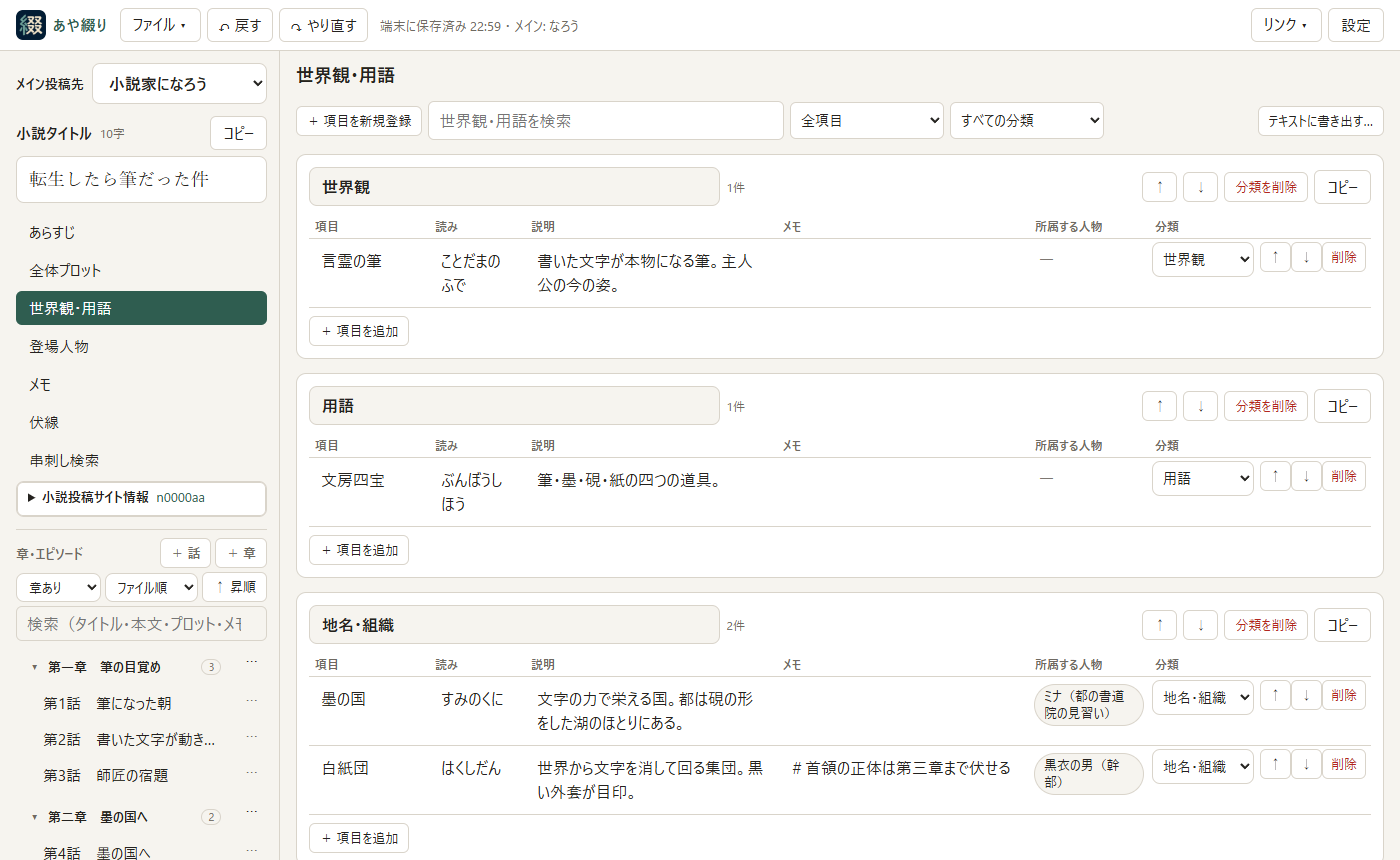 綴 あや綴り ファイル ▾ ↶ 戻す ↷ やり直す 端末に保存済み 22:59・メイン: なろう リンク ▾ 設定
メイン投稿先 小説家になろう
小説タイトル 10字 コピー
転生したら筆だった件
あらすじ
全体プロット
世界観・用語
登場人物
メモ
伏線
串刺し検索
▶ 小説投稿サイト情報 n0000aa
章・エピソード ＋ 話 ＋ 章
章あり ファイル順 ↑ 昇順
検索（タイトル・本文・プロット・メモ
▼ 第一章　筆の目覚め 3 …
第1話　筆になった朝 …
第2話　書いた文字が動き... …
第3話　師匠の宿題 …
▼ 第二章　墨の国へ 2 …
第4話　墨の国へ …
世界観・用語
＋ 項目を新規登録 世界観・用語を検索 全項目 すべての分類 テキストに書き出す...
世界観 1件 ↑ ↓ 分類を削除 コピー
項目 読み 説明 メモ 所属する人物 分類
言霊の筆 ことだまの 書いた文字が本物になる筆。主人 — 世界観 ↑ ↓ 削除
ふで 公の今の姿。
＋ 項目を追加
用語 1件 ↑ ↓ 分類を削除 コピー
項目 読み 説明 メモ 所属する人物 分類
文房四宝 ぶんぼうし 筆・墨・硯・紙の四つの道具。 — 用語 ↑ ↓ 削除
ほう
＋ 項目を追加
地名・組織 2件 ↑ ↓ 分類を削除 コピー
項目 読み 説明 メモ 所属する人物 分類
墨の国 すみのくに 文字の力で栄える国。都は硯の形 ミナ（都の書道 地名・組織 ↑ ↓ 削除
をした湖のほとりにある。 院の見習い）
白紙団 はくしだん 世界から文字を消して回る集団。黒 # 首領の正体は第三章まで伏せる 黒衣の男（幹 地名・組織 ↑ ↓ 削除
い外套が目印。 部）
＋ 項目を追加